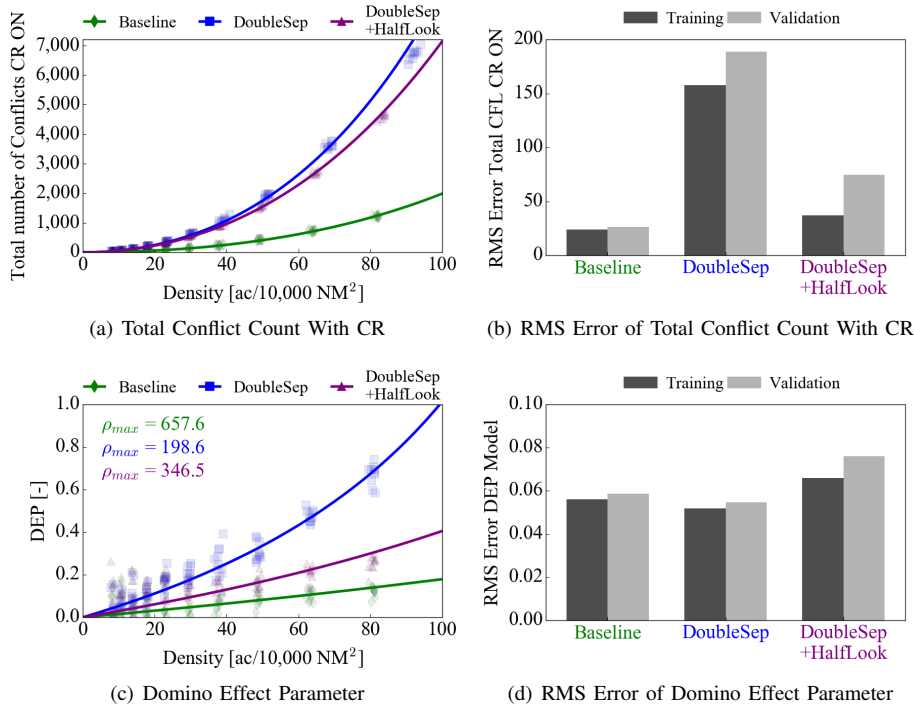 Baseline DoubleSep DoubleSep
+HalfLook
Total number of Conflicts CR ON
7,000
6,000
5,000
4,000
3,000
2,000
1,000
0
0 20 40 60 80 100
Density [ac/10,000 NM²]
(a) Total Conflict Count With CR
Training Validation
RMS Error Total CFL CR ON
200
150
100
50
0
Baseline DoubleSep DoubleSep
+HalfLook
(b) RMS Error of Total Conflict Count With CR
Baseline DoubleSep DoubleSep
+HalfLook
DEP [-]
1.0
0.8
0.6
0.4
0.2
0.0
ρmax = 657.6
ρmax = 198.6
ρmax = 346.5
0 20 40 60 80 100
Density [ac/10,000 NM²]
(c) Domino Effect Parameter
Training Validation
RMS Error DEP Model
0.10
0.08
0.06
0.04
0.02
0.00
Baseline DoubleSep DoubleSep
+HalfLook
(d) RMS Error of Domino Effect Parameter